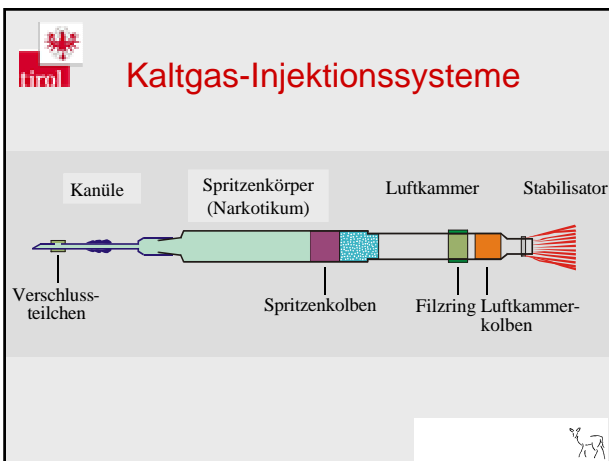 tirol
Kaltgas-Injektionssysteme
Kanüle
Spritzenkörper
(Narkotikum)
Luftkammer
Stabilisator
Verschluss-
teilchen
Spritzenkolben
Filzring
Luftkammer-
kolben